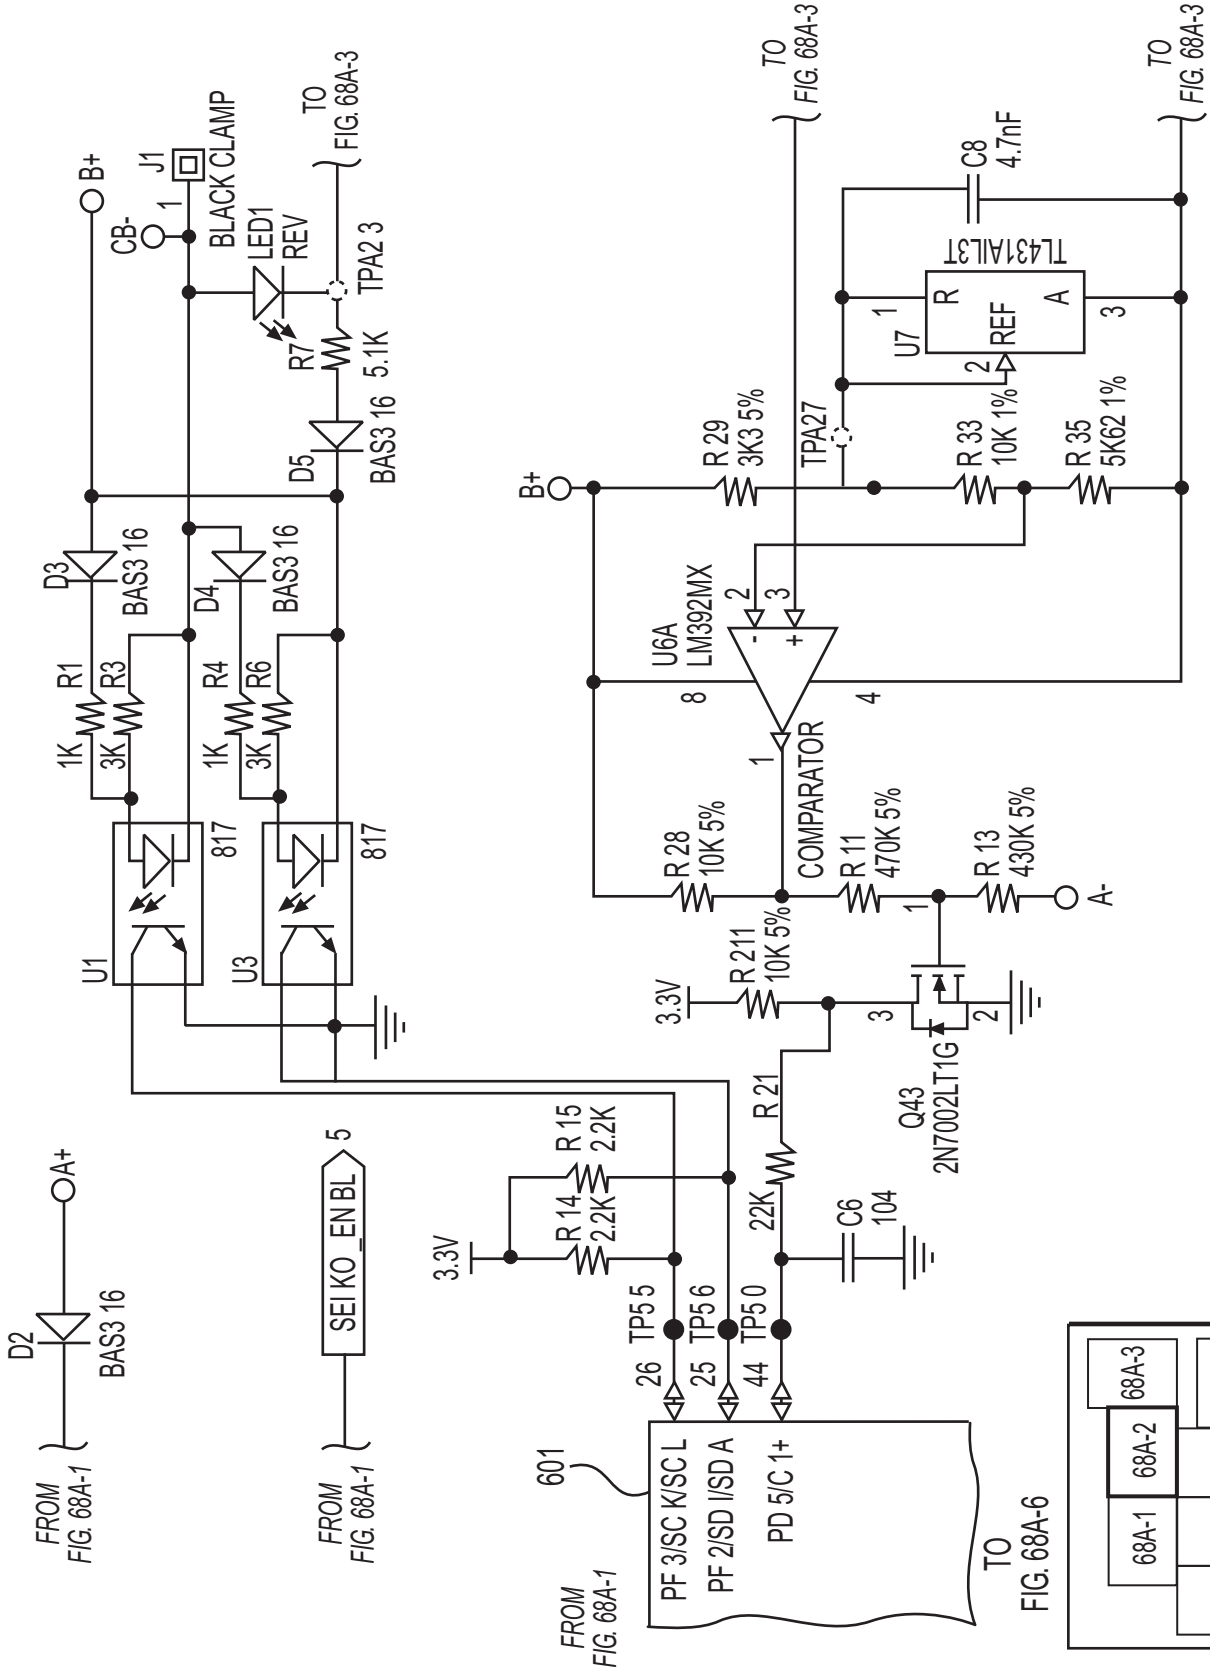 FROM
FIG. 68A-1
D2
BAS3 16
A+
FROM
FIG. 68A-1
SEI KO _EN BL
5
U1
817
1K
R1
3K
R3
D3
BAS3 16
B+
CB-
J1
1
BLACK CLAMP
U3
817
1K
R4
3K
R6
D4
BAS3 16
LED1
REV
D5
BAS3 16
R7
5.1K
TPA2 3
TO
FIG. 68A-3
3.3V
R 14
2.2K
R 15
2.2K
FROM
FIG. 68A-1
601
PF 3/SC K/SC L
PF 2/SD I/SD A
PD 5/C 1+
26
25
44
TP5 5
TP5 6
TP5 0
TO
FIG. 68A-6
22K
R 21
C6
104
3.3V
R 211
10K 5%
Q43
2N7002LT1G
3
2
1
R 28
10K 5%
COMPARATOR
R 11
470K 5%
R 13
430K 5%
A-
B+
U6A
LM392MX
8
4
1
2
3
-
+
R 29
3K3 5%
TPA27
R 33
10K 1%
R 35
5K62 1%
U7
1
2
3
R
REF
A
TL431AIL3T
C8
4.7nF
TO
FIG. 68A-3
TO
FIG. 68A-3
68A-1
68A-2
68A-3